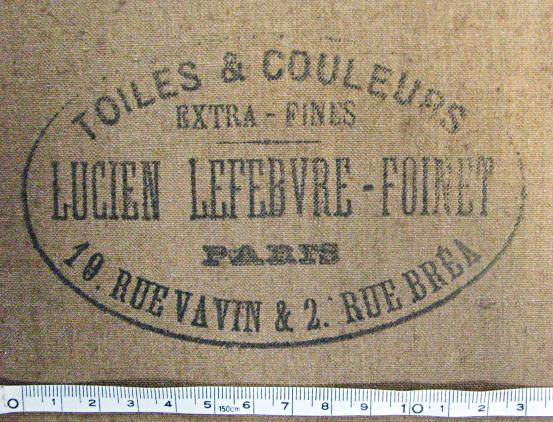 TOILES & COULEURS
EXTRA - FINES
LUCIEN LEFEBVRE - FOINET
PARIS
19. RUE VAVIN & 2. RUE BRÉA
0 1 2 3 4 5 150cm 6 7 8 9 10 1 2 3